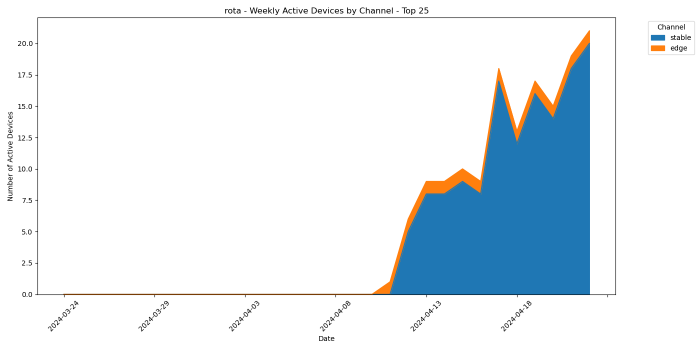 rota - Weekly Active Devices by Channel - Top 25
Channel
stable
edge
Number of Active Devices
20.0
17.5
15.0
12.5
10.0
7.5
5.0
2.5
0.0
2024-03-24
2024-03-29
2024-04-03
2024-04-08
2024-04-13
2024-04-18
Date